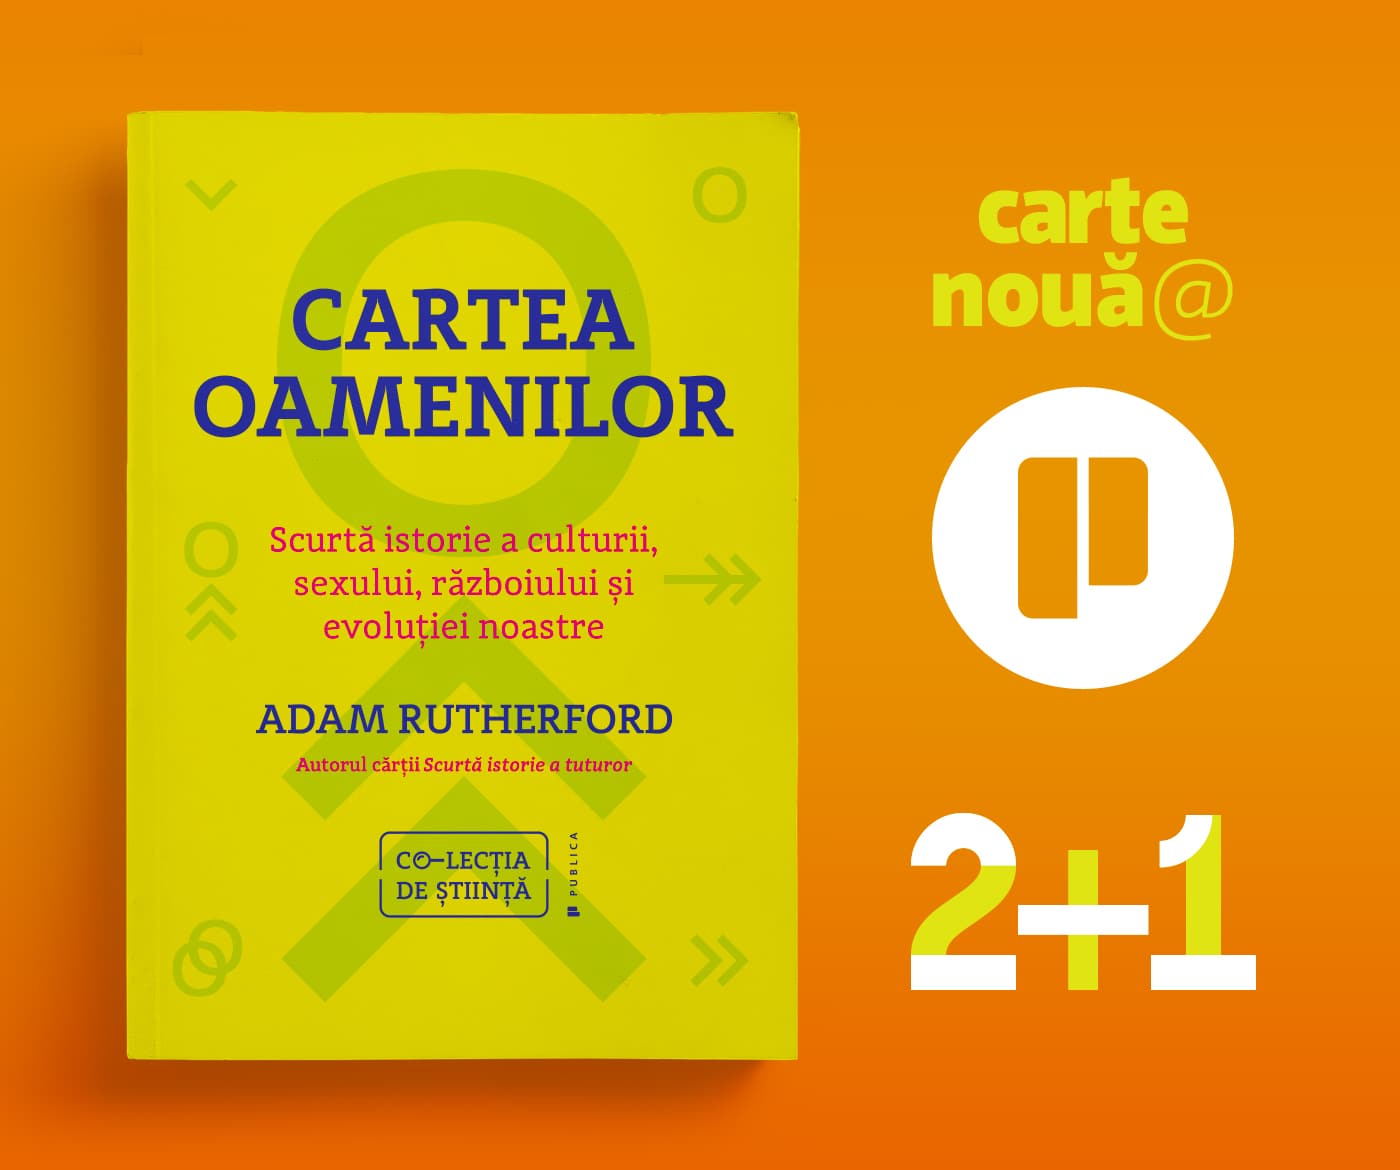 CARTEA
OAMENILOR
Scurtă istorie a culturii,
sexului, războiului și
evoluției noastre
ADAM RUTHERFORD
Autorul cărții Scurtă istorie a tuturor
CO-LECȚIA
DE ȘTIINȚĂ
PUBLICA
carte
nouă@
2+1